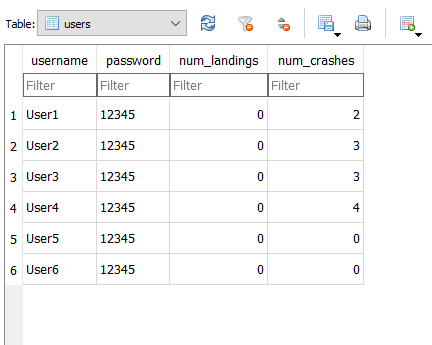 Table: users
username password num_landings num_crashes
Filter Filter Filter Filter
1 User1 12345 0 2
2 User2 12345 0 3
3 User3 12345 0 3
4 User4 12345 0 4
5 User5 12345 0 0
6 User6 12345 0 0